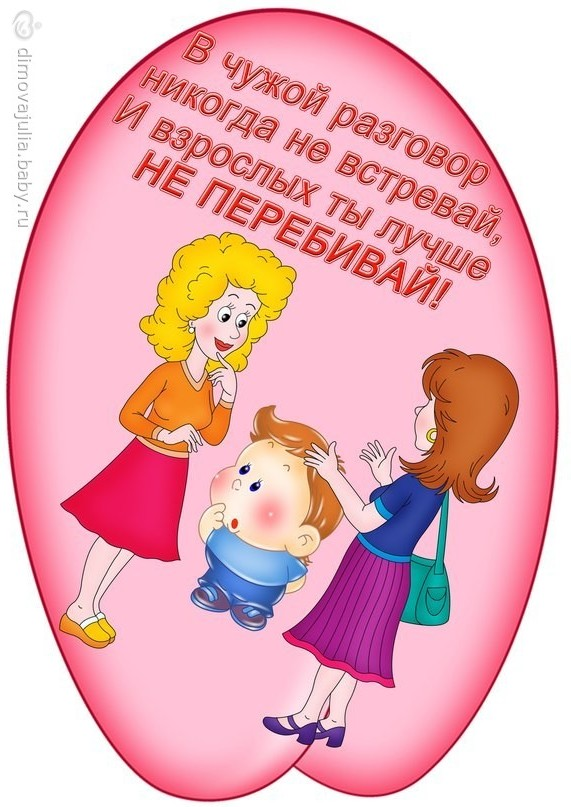 В чужой разговор
никогда не встревай,
И взрослых ты лучше
НЕ ПЕРЕБИВАЙ!
dimovajulia.baby.ru